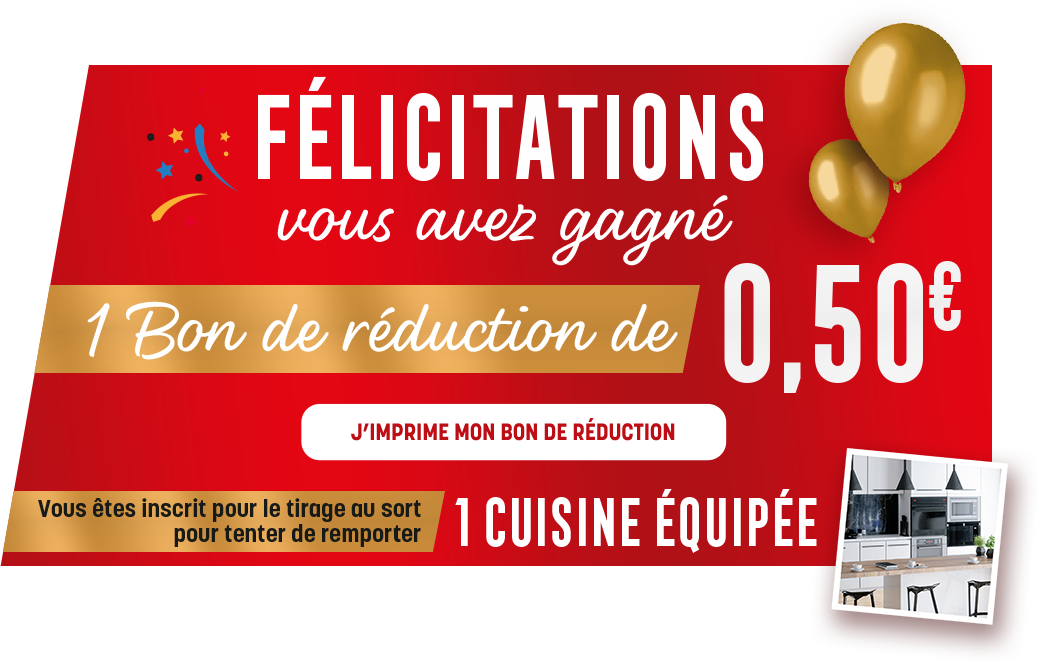 FÉLICITATIONS
vous avez gagné
1 Bon de réduction de 0,50€
J'IMPRIME MON BON DE RÉDUCTION
Vous êtes inscrit pour le tirage au sort
pour tenter de remporter
1 CUISINE ÉQUIPÉE